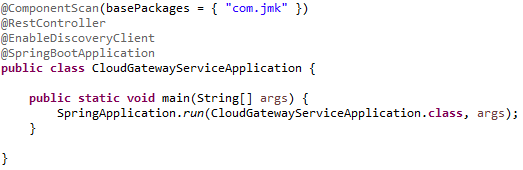 @ComponentScan(basePackages = { "com.jmk" })
@RestController
@EnableDiscoveryClient
@SpringBootApplication
public class CloudGatewayServiceApplication {
public static void main(String[] args) {
SpringApplication.run(CloudGatewayServiceApplication.class, args);
}
}